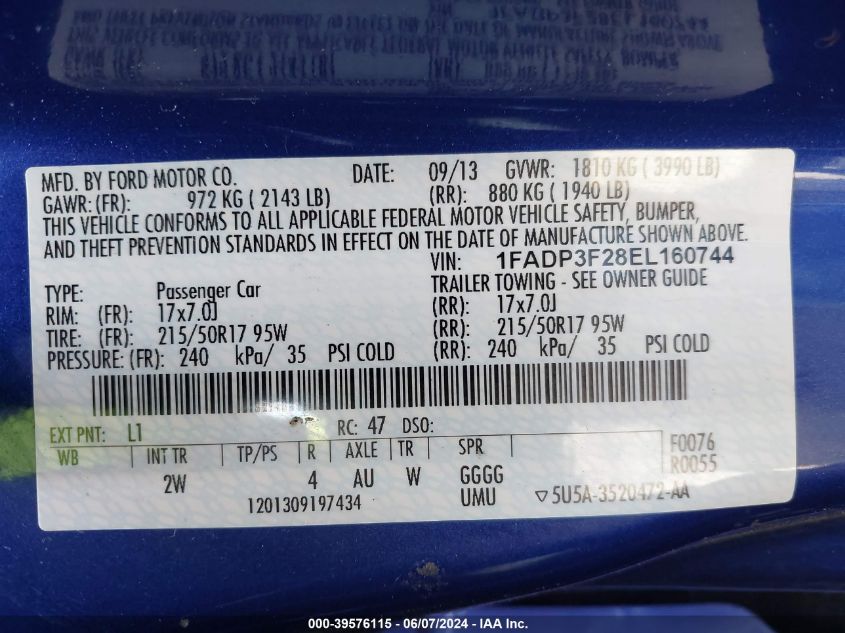 MFD. BY FORD MOTOR CO. DATE: 09/13 GVWR: 1810 KG ( 3990 LB)
GAWR: (FR): 972 KG ( 2143 LB) (RR): 880 KG ( 1940 LB)
THIS VEHICLE CONFORMS TO ALL APPLICABLE FEDERAL MOTOR VEHICLE SAFETY, BUMPER,
AND THEFT PREVENTION STANDARDS IN EFFECT ON THE DATE OF MANUFACTURE SHOWN ABOVE.
VIN: 1FADP3F28EL160744
TYPE: Passenger Car TRAILER TOWING - SEE OWNER GUIDE
RIM: (FR): 17x7.0J (RR): 17x7.0J
TIRE: (FR): 215/50R17 95W (RR): 215/50R17 95W
PRESSURE: (FR): 240 kPa/ 35 PSI COLD (RR): 240 kPa/ 35 PSI COLD
EXT PNT: L1 RC: 47 DSO:
WB INT TR TP/PS R AXLE TR SPR F0076
2W 4 AU W GGGG R0055
1201309197434 UMU ▽5U5A-3520472-AA
000-39576115 - 06/07/2024 - IAA Inc.